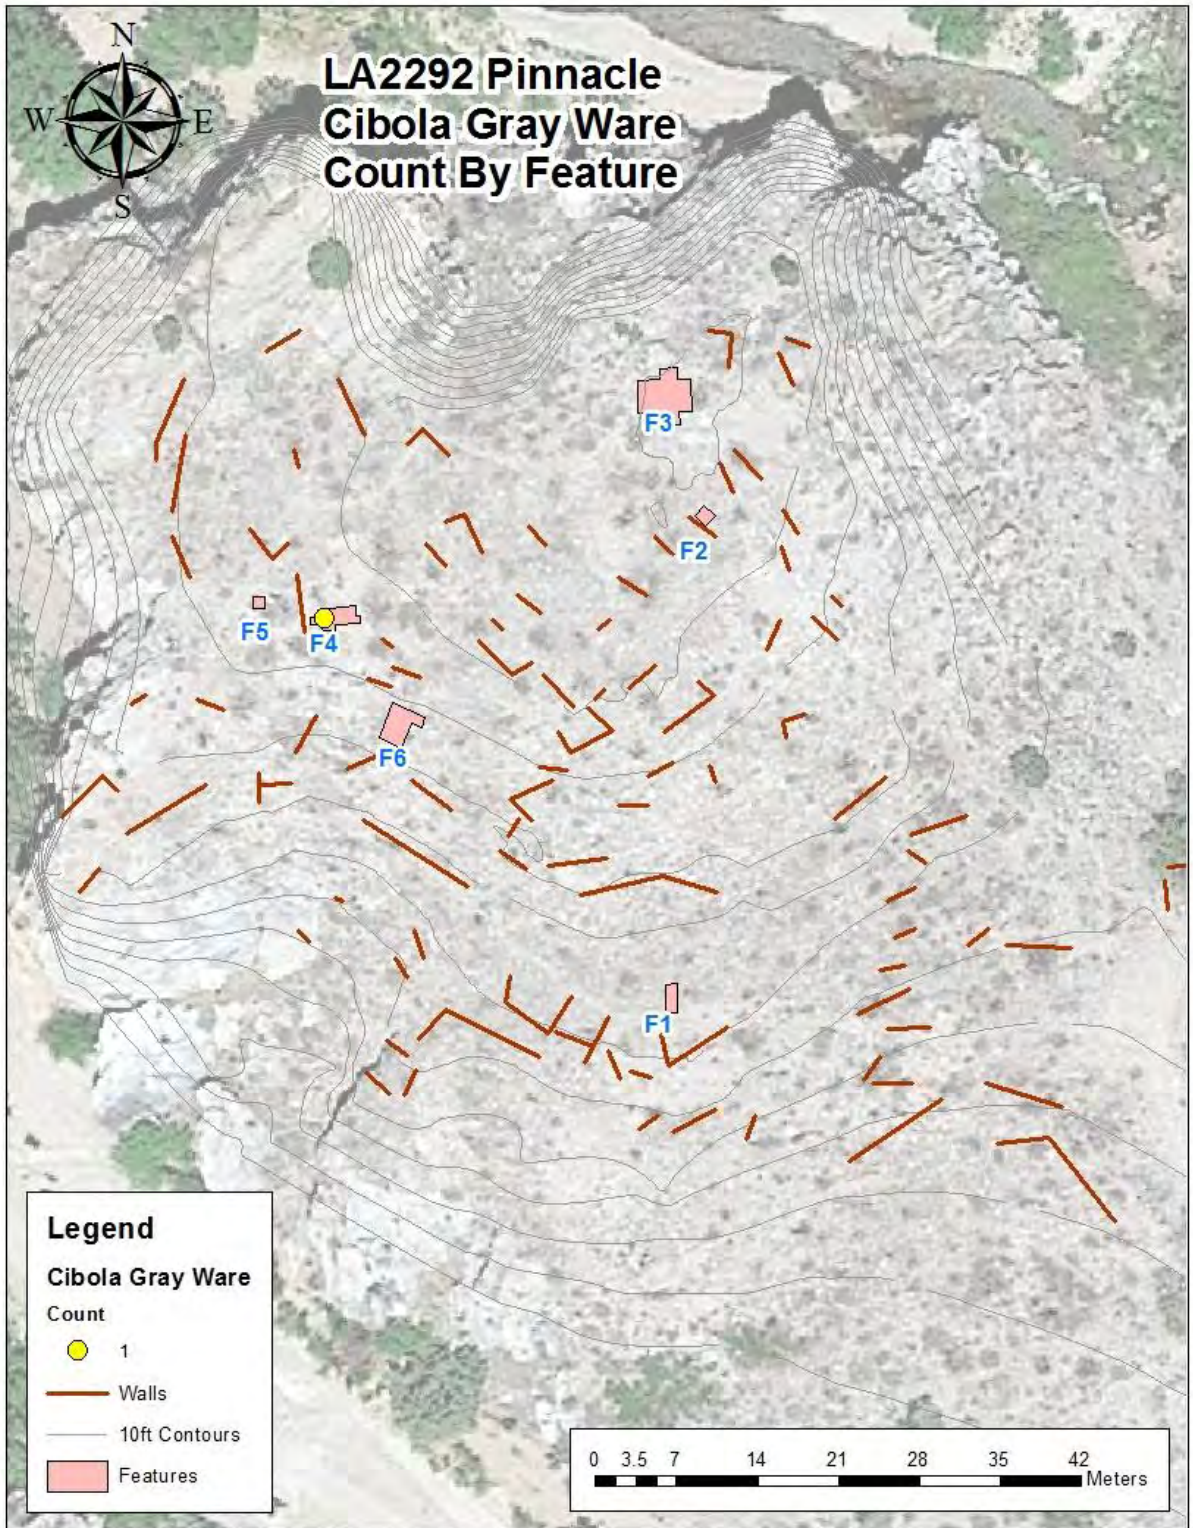 N
W E
S
LA2292 Pinnacle
Cibola Gray Ware
Count By Feature
F3
F2
F5
F4
F6
F1
Legend
Cibola Gray Ware
Count
1
Walls
10ft Contours
Features
0 3.5 7 14 21 28 35 42
Meters